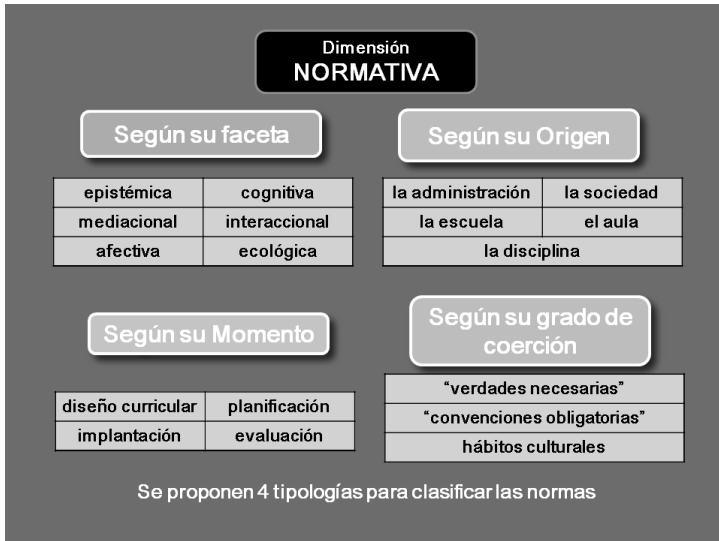 Dimensión
NORMATIVA
Según su faceta
epistémica cognitiva
mediacional interaccional
afectiva ecológica
Según su Origen
la administración la sociedad
la escuela el aula
la disciplina
Según su Momento
diseño curricular planificación
implantación evaluación
Según su grado de
coerción
“verdades necesarias”
“convenciones obligatorias”
hábitos culturales
Se proponen 4 tipologías para clasificar las normas